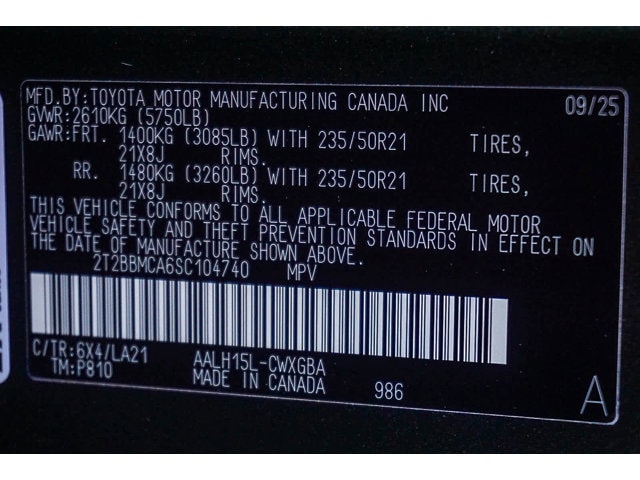 MFD.BY:TOYOTA MOTOR MANUFACTURING CANADA INC 09/25
GVWR:2610KG (5750LB)
GAWR:FRT. 1400KG (3085LB) WITH 235/50R21 TIRES,
21X8J RIMS.
RR. 1480KG (3260LB) WITH 235/50R21 TIRES,
21X8J RIMS.
THIS VEHICLE CONFORMS TO ALL APPLICABLE FEDERAL MOTOR
VEHICLE SAFETY AND THEFT PREVENTION STANDARDS IN EFFECT ON
THE DATE OF MANUFACTURE SHOWN ABOVE.
2T2BBMCA6SC104740 MPV
C/TR:6X4/LA21 AALH15L-CWXGBA
TM:P810 MADE IN CANADA 986 A